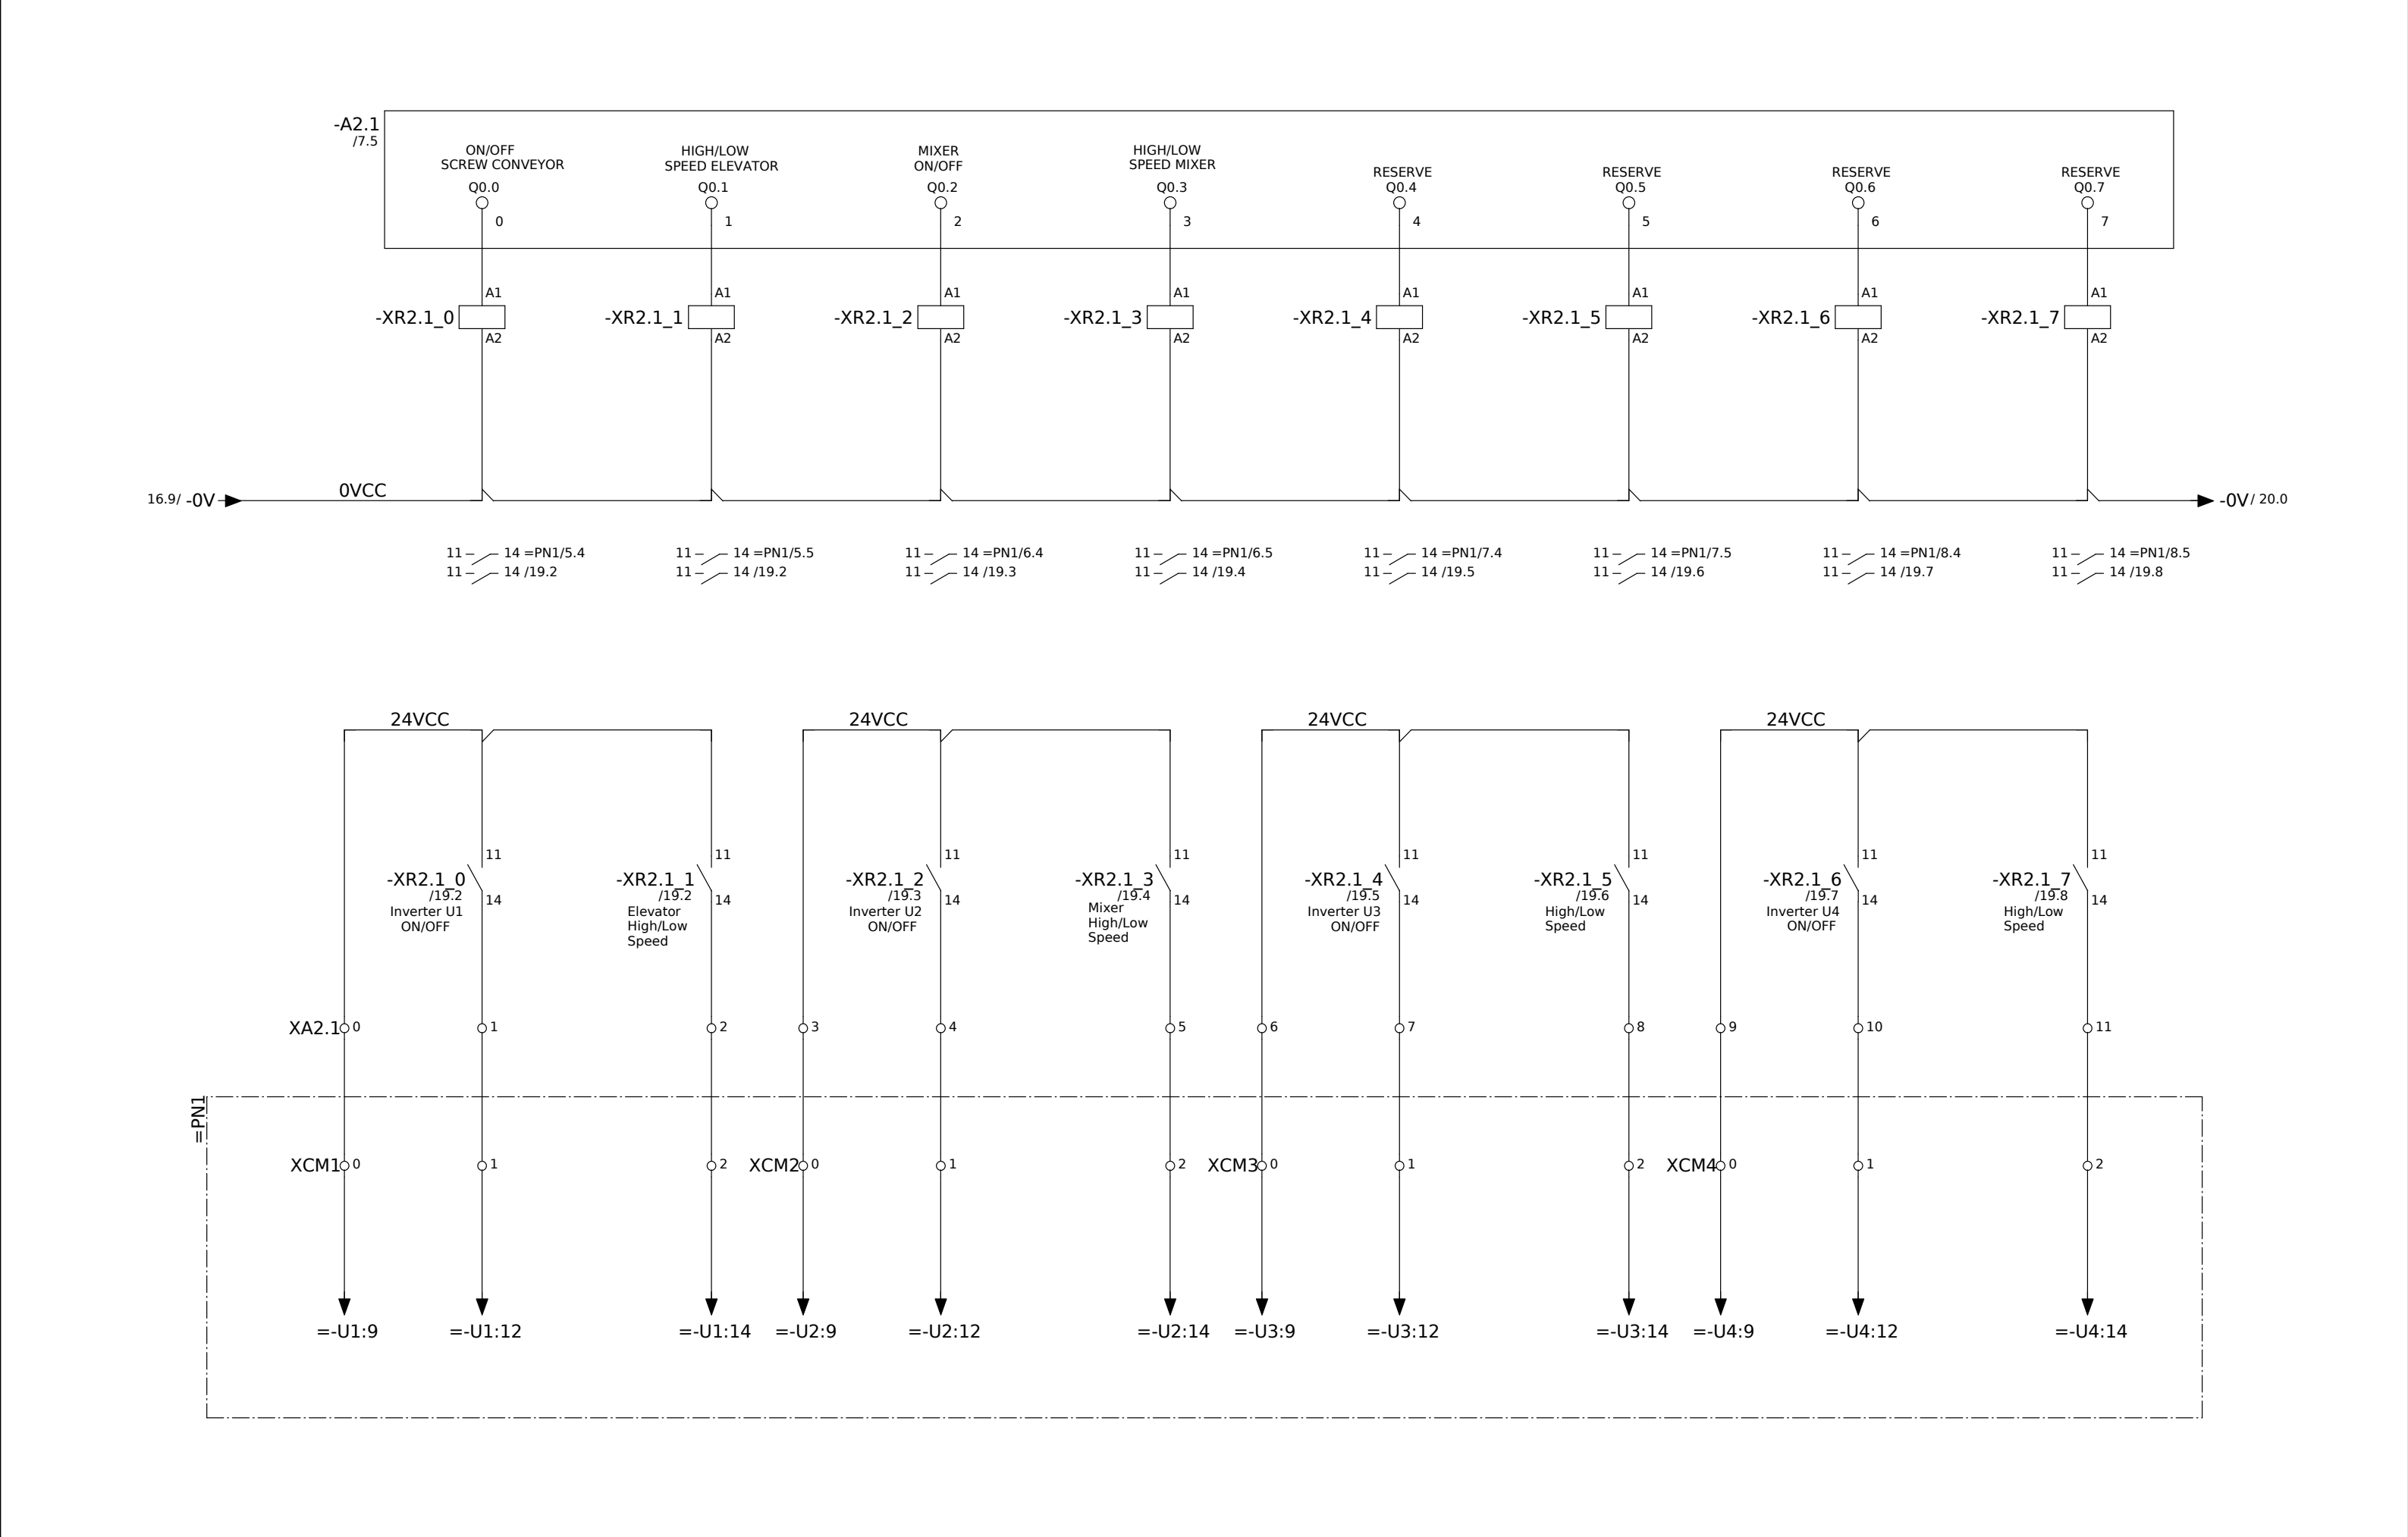 -A2.1
/7.5
ON/OFF
SCREW CONVEYOR
Q0.0
0
HIGH/LOW
SPEED ELEVATOR
Q0.1
1
MIXER
ON/OFF
Q0.2
2
HIGH/LOW
SPEED MIXER
Q0.3
3
RESERVE
Q0.4
4
RESERVE
Q0.5
5
RESERVE
Q0.6
6
RESERVE
Q0.7
7
A1
-XR2.1_0
A2
A1
-XR2.1_1
A2
A1
-XR2.1_2
A2
A1
-XR2.1_3
A2
A1
-XR2.1_4
A2
A1
-XR2.1_5
A2
A1
-XR2.1_6
A2
A1
-XR2.1_7
A2
16.9/ -0V
0VCC
-0V / 20.0
11 14 =PN1/5.4
11 14 /19.2
11 14 =PN1/5.5
11 14 /19.2
11 14 =PN1/6.4
11 14 /19.3
11 14 =PN1/6.5
11 14 /19.4
11 14 =PN1/7.4
11 14 /19.5
11 14 =PN1/7.5
11 14 /19.6
11 14 =PN1/8.4
11 14 /19.7
11 14 =PN1/8.5
11 14 /19.8
24VCC
24VCC
24VCC
24VCC
11
-XR2.1_0
/19.2
14
Inverter U1
ON/OFF
11
-XR2.1_1
/19.2
14
Elevator
High/Low
Speed
11
-XR2.1_2
/19.3
14
Inverter U2
ON/OFF
11
-XR2.1_3
/19.4
14
Mixer
High/Low
Speed
11
-XR2.1_4
/19.5
14
Inverter U3
ON/OFF
11
-XR2.1_5
/19.6
14
High/Low
Speed
11
-XR2.1_6
/19.7
14
Inverter U4
ON/OFF
11
-XR2.1_7
/19.8
14
High/Low
Speed
XA2.1 0 1 2 3 4 5 6 7 8 9 10 11
=PN1
XCM1 0 1 2 XCM2 0 1 2 XCM3 0 1 2 XCM4 0 1 2
=-U1:9 =-U1:12 =-U1:14 =-U2:9 =-U2:12 =-U2:14 =-U3:9 =-U3:12 =-U3:14 =-U4:9 =-U4:12 =-U4:14